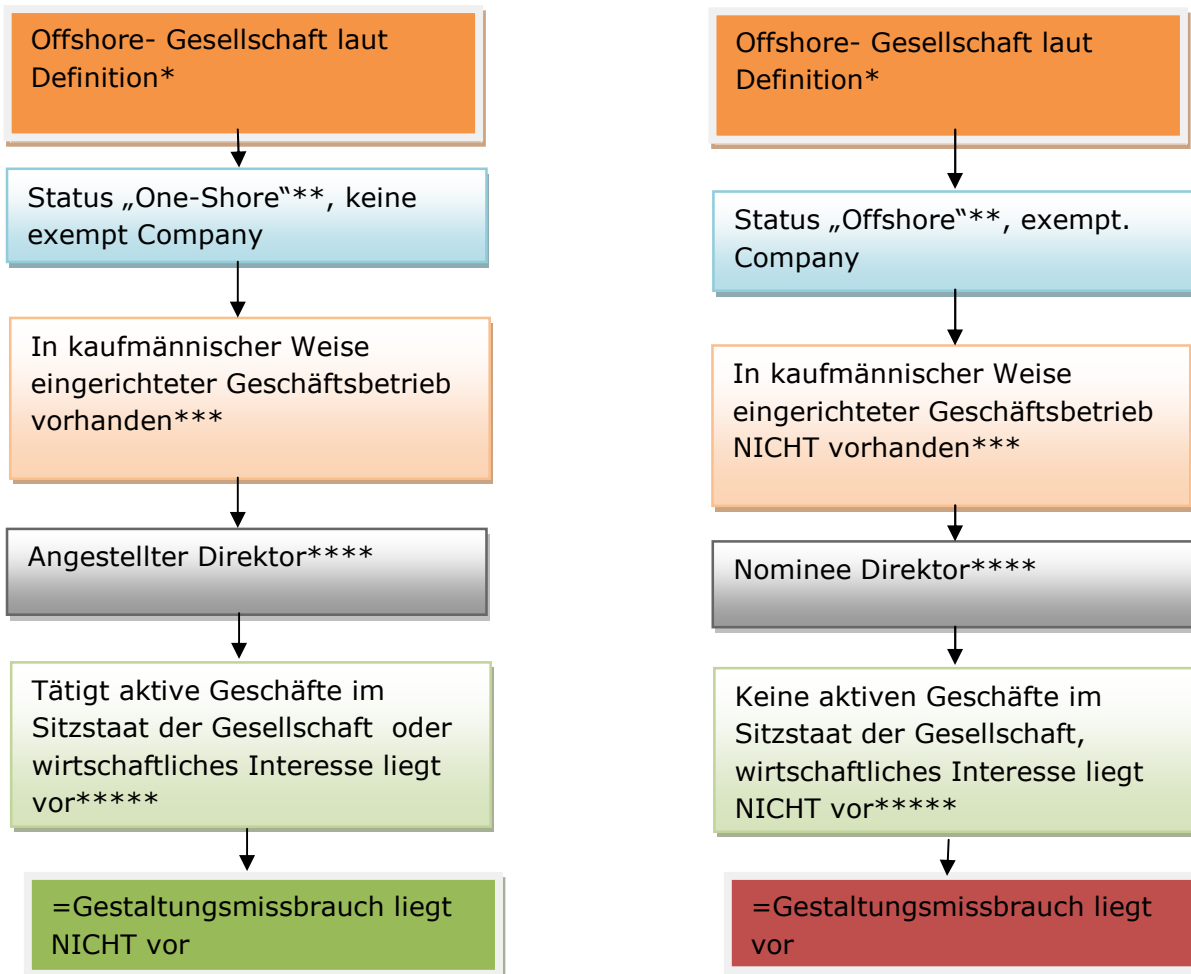 Offshore- Gesellschaft laut
Definition*
Status „One-Shore“**, keine
exempt Company
In kaufmännischer Weise
eingerichteter Geschäftsbetrieb
vorhanden***
Angestellter Direktor****
Tätigt aktive Geschäfte im
Sitzstaat der Gesellschaft oder
wirtschaftliches Interesse liegt
vor*****
=Gestaltungsmissbrauch liegt
NICHT vor
Offshore- Gesellschaft laut
Definition*
Status „Offshore“**, exempt.
Company
In kaufmännischer Weise
eingerichteter Geschäftsbetrieb
NICHT vorhanden***
Nominee Direktor****
Keine aktiven Geschäfte im
Sitzstaat der Gesellschaft,
wirtschaftliches Interesse liegt
NICHT vor*****
=Gestaltungsmissbrauch liegt
vor